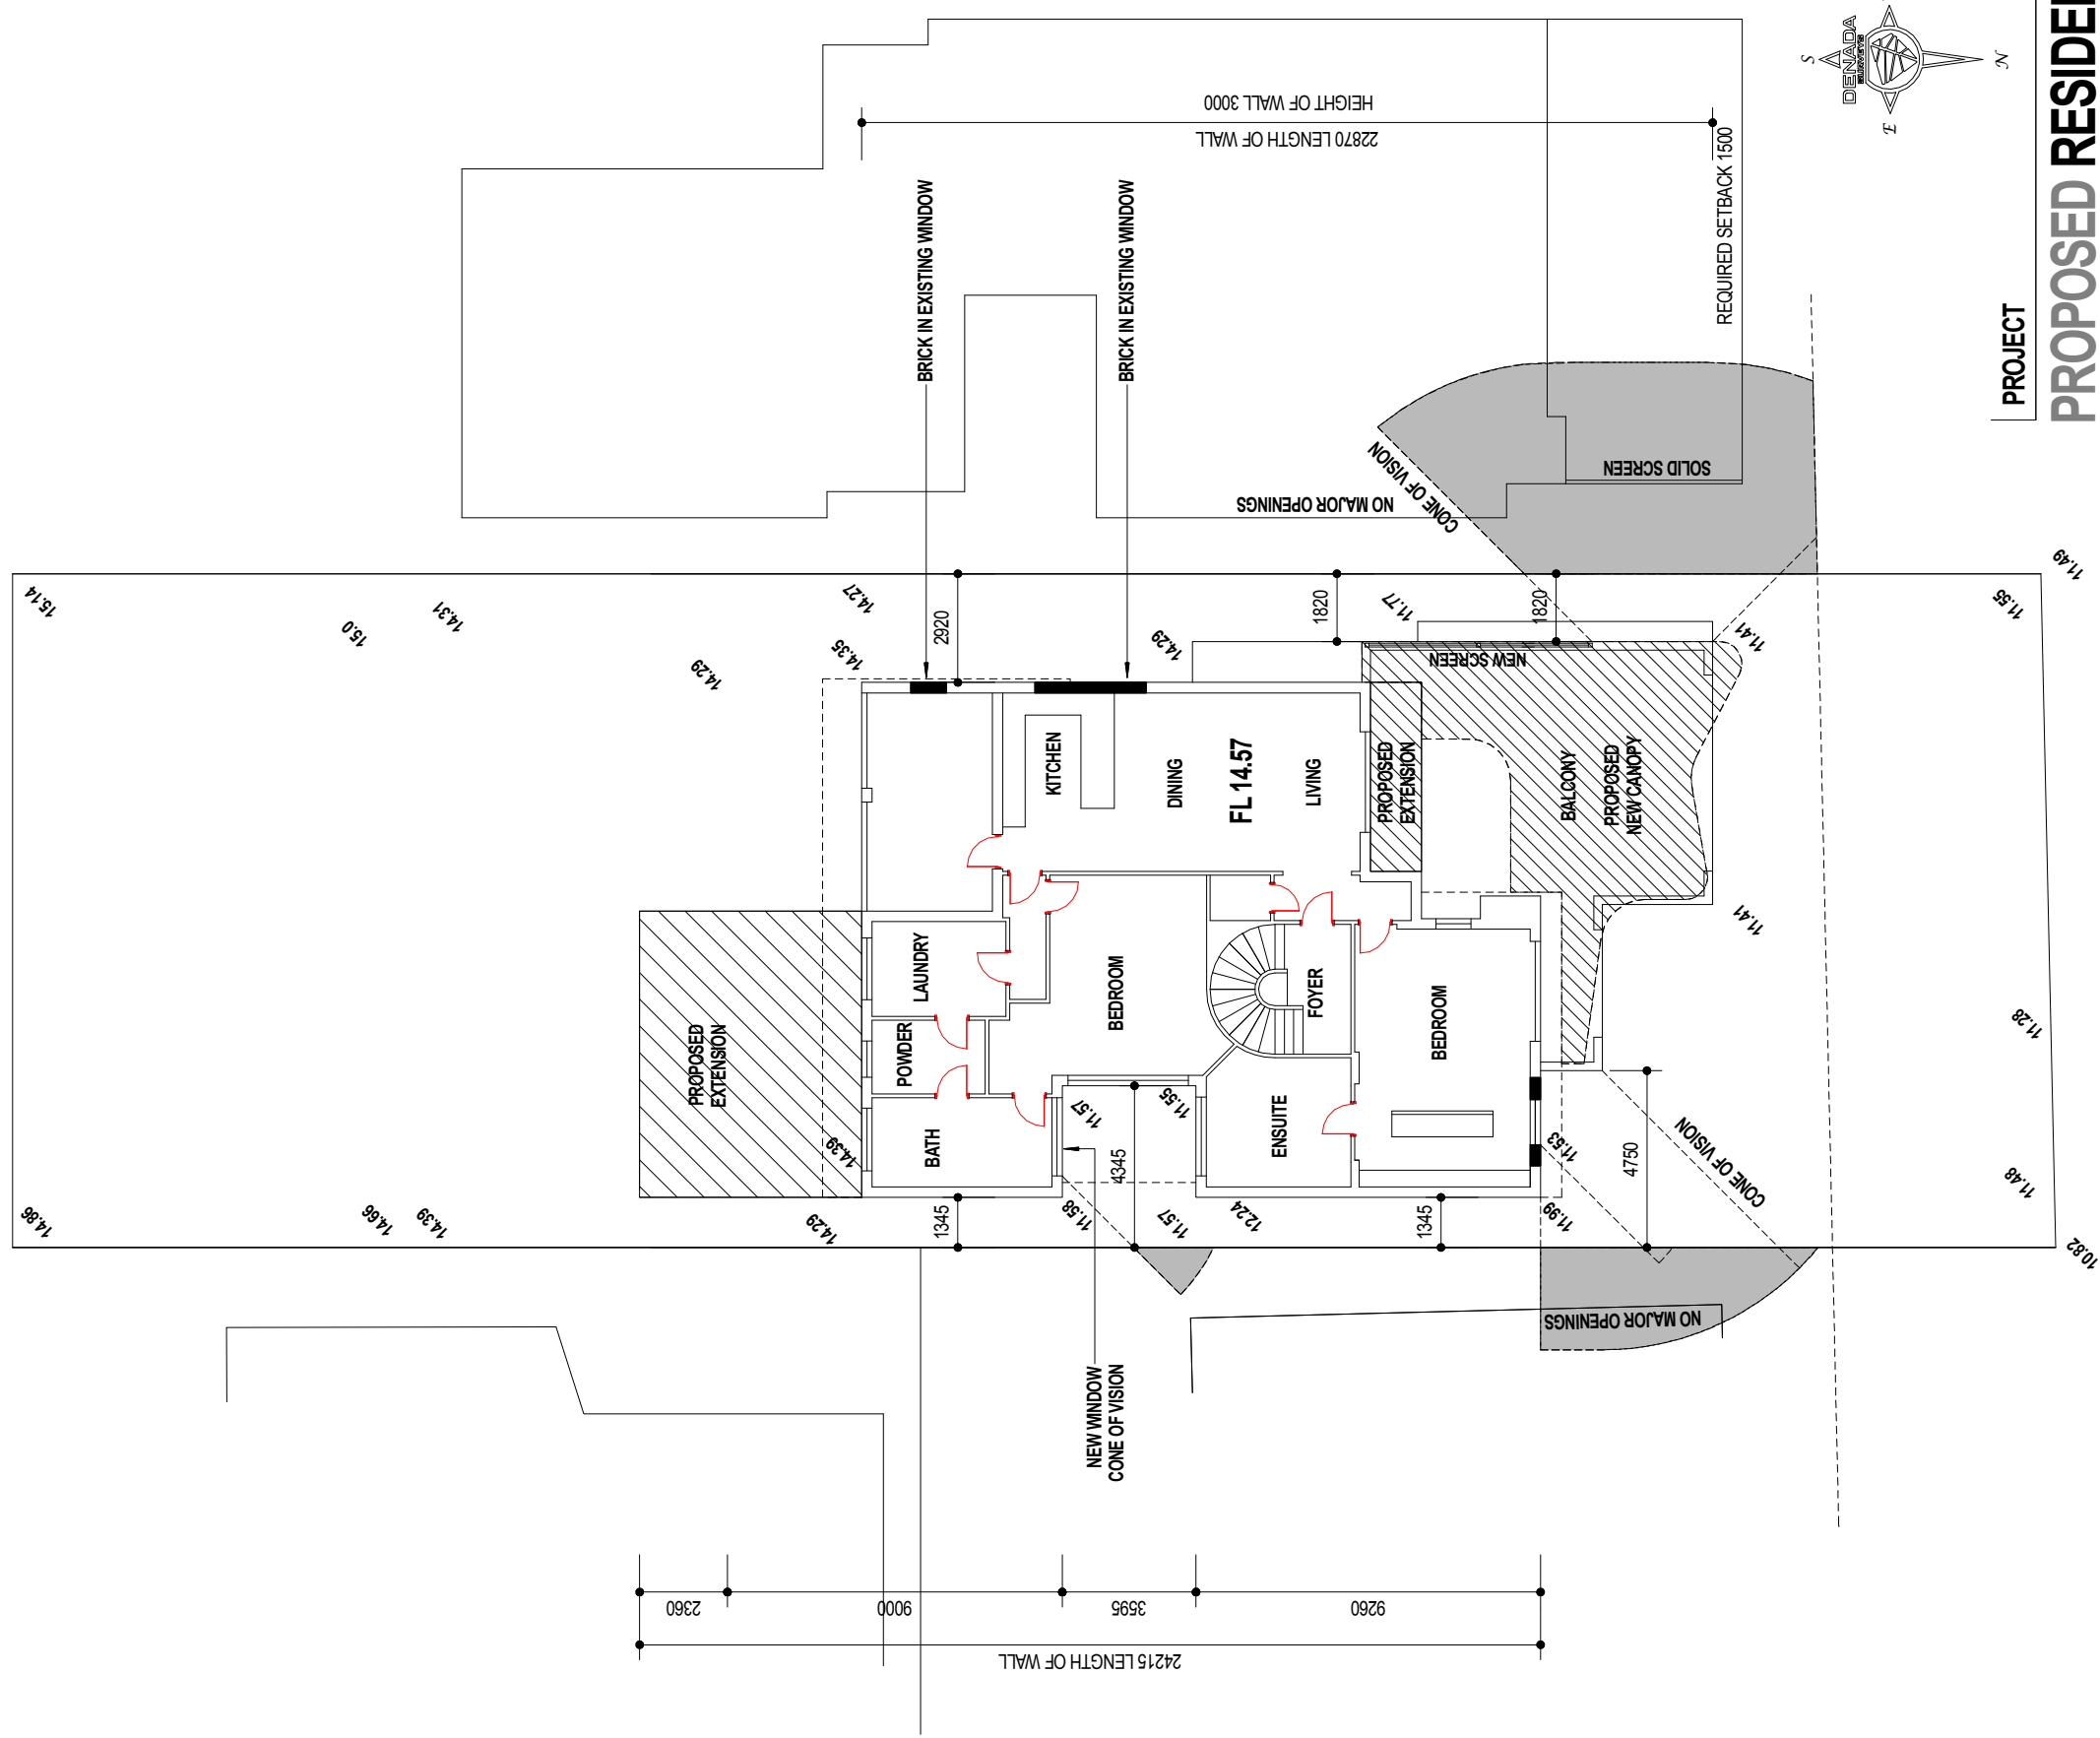 S
DENADA
SURVEYS
E
N
HEIGHT OF WALL 3000
22870 LENGTH OF WALL
REQUIRED SETBACK 1500
BRICK IN EXISTING WINDOW
BRICK IN EXISTING WINDOW
PROJECT
PROPOSED RESIDE
SOLID SCREEN
NO MAJOR OPENINGS
CONE OF VISION
15.14
15.0
14.31
14.29
14.35
14.27
2920
14.29
1820
11.77
1820
11.41
11.55
11.49
NEW SCREEN
KITCHEN
DINING
FL 14.57
LIVING
PROPOSED
EXTENSION
BALCONY
PROPOSED
NEW CANOPY
11.41
11.28
LAUNDRY
POWDER
BATH
BEDROOM
FOYER
BEDROOM
ENSUITE
PROPOSED
EXTENSION
14.39
11.57
11.55
4345
11.53
4750
CONE OF VISION
11.48
14.86
14.66
14.39
14.29
1345
11.58
11.57
12.24
1345
11.99
10.82
NO MAJOR OPENINGS
NEW WINDOW
CONE OF VISION
2360
9000
3595
9260
24215 LENGTH OF WALL